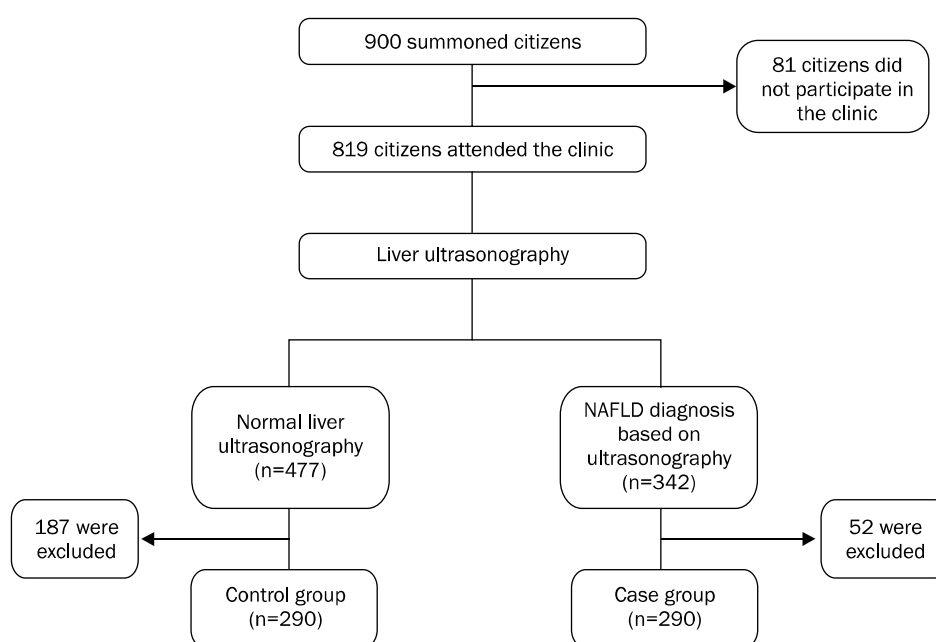 900 summoned citizens
81 citizens did
not participate in
the clinic
819 citizens attended the clinic
Liver ultrasonography
Normal liver
ultrasonography
(n=477)
NAFLD diagnosis
based on
ultrasonography
(n=342)
187 were
excluded
52 were
excluded
Control group
(n=290)
Case group
(n=290)